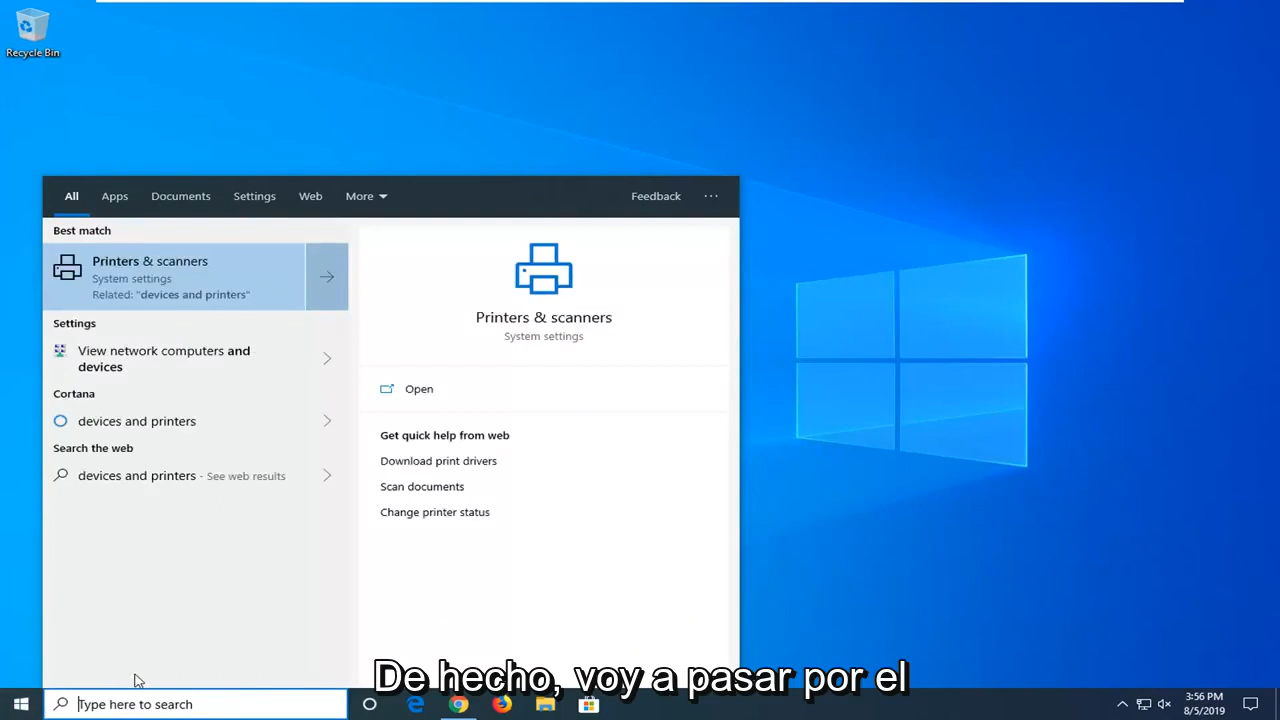 Recycle Bin
All Apps Documents Settings Web More Feedback ...
Best match
Printers & scanners
System settings
Related: "devices and printers"
Settings
View network computers and
devices
Cortana
devices and printers
Search the web
devices and printers - See web results
Printers & scanners
System settings
Open
Get quick help from web
Download print drivers
Scan documents
Change printer status
De hecho, voy a pasar por el
Type here to search
3:56 PM
8/5/2019